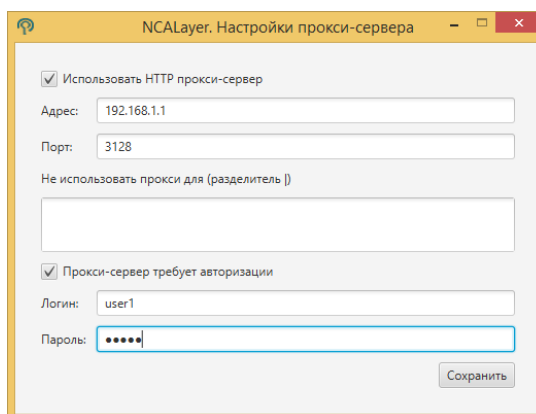 NCALayer. Настройки прокси-сервера
Использовать HTTP прокси-сервер
Адрес: 192.168.1.1
Порт: 3128
Не использовать прокси для (разделитель |)
Прокси-сервер требует авторизации
Логин: user1
Пароль: •••••
Сохранить